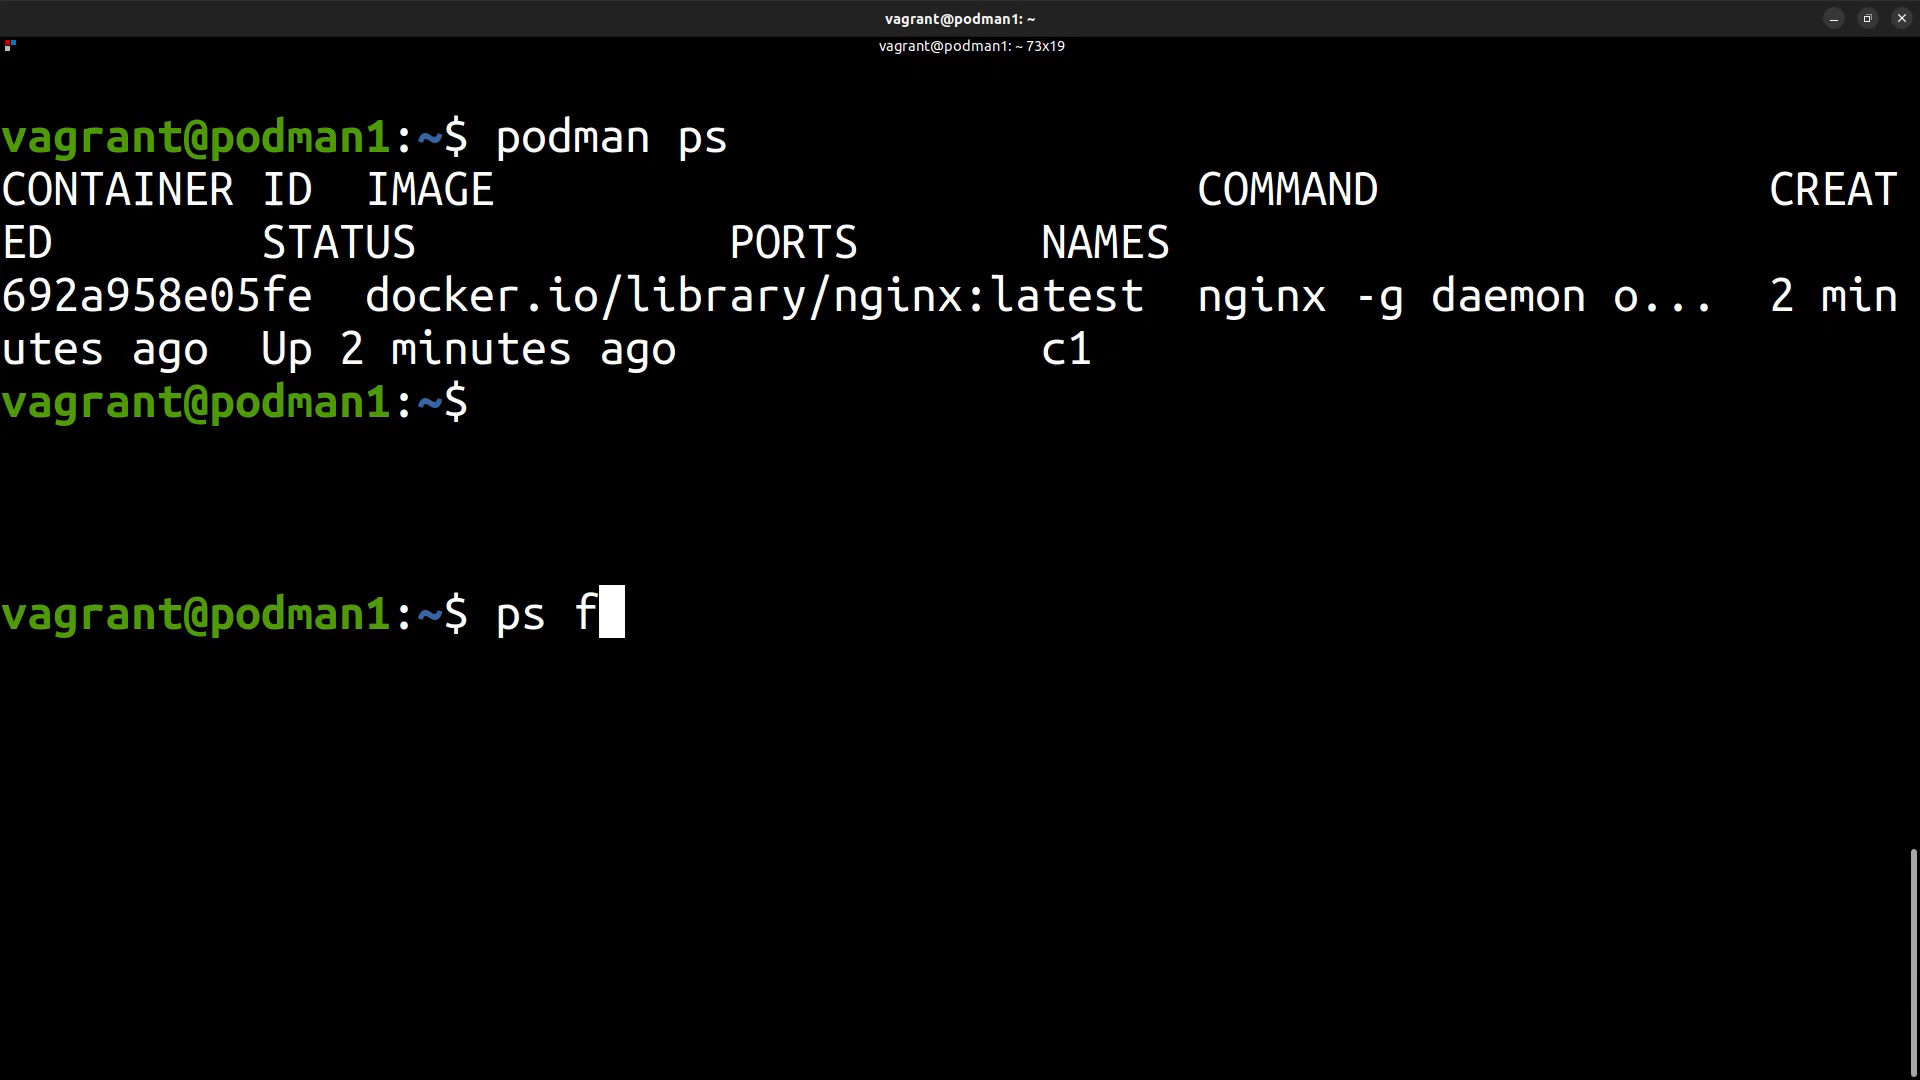 vagrant@podman1: ~
vagrant@podman1: ~ 73x19
vagrant@podman1:~$ podman ps
CONTAINER ID  IMAGE                           COMMAND               CREAT
ED        STATUS            PORTS       NAMES
692a958e05fe  docker.io/library/nginx:latest  nginx -g daemon o...  2 min
utes ago  Up 2 minutes ago              c1
vagrant@podman1:~$
vagrant@podman1:~$ ps f